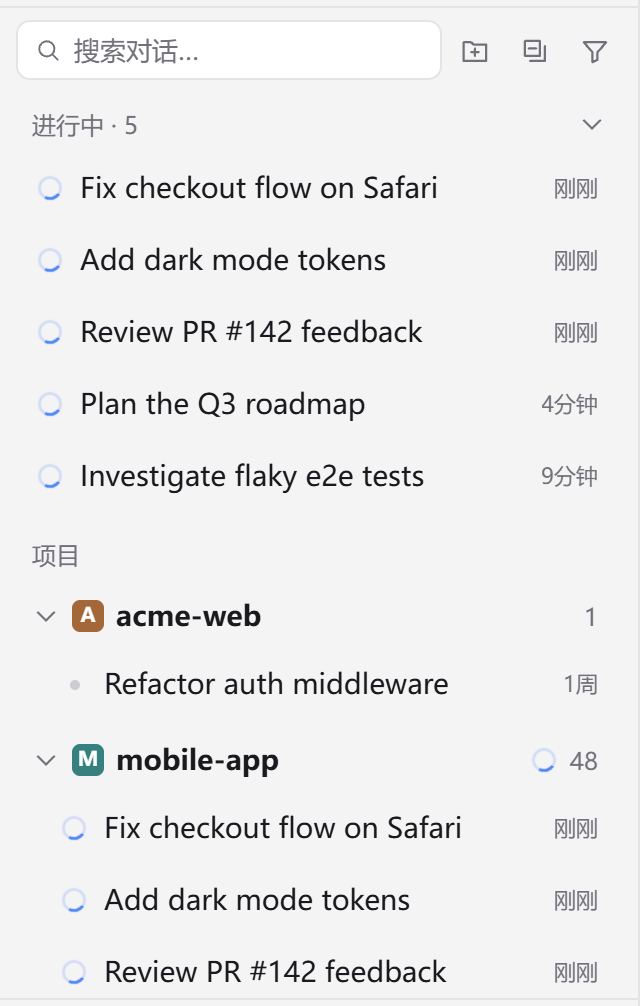 搜索对话...
进行中 · 5
Fix checkout flow on Safari 刚刚
Add dark mode tokens 刚刚
Review PR #142 feedback 刚刚
Plan the Q3 roadmap 4分钟
Investigate flaky e2e tests 9分钟
项目
A acme-web 1
Refactor auth middleware 1周
M mobile-app 48
Fix checkout flow on Safari 刚刚
Add dark mode tokens 刚刚
Review PR #142 feedback 刚刚